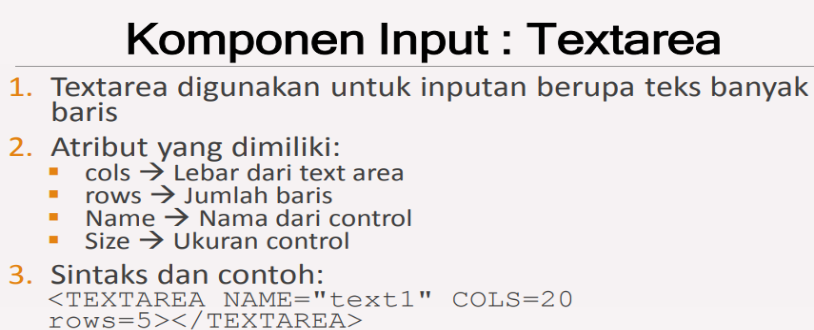 Komponen Input : Textarea
1. Textarea digunakan untuk inputan berupa teks banyak
baris
2. Atribut yang dimiliki:
▪ cols → Lebar dari text area
▪ rows → Jumlah baris
▪ Name → Nama dari control
▪ Size → Ukuran control
3. Sintaks dan contoh:
<TEXTAREA NAME="text1" COLS=20
rows=5></TEXTAREA>